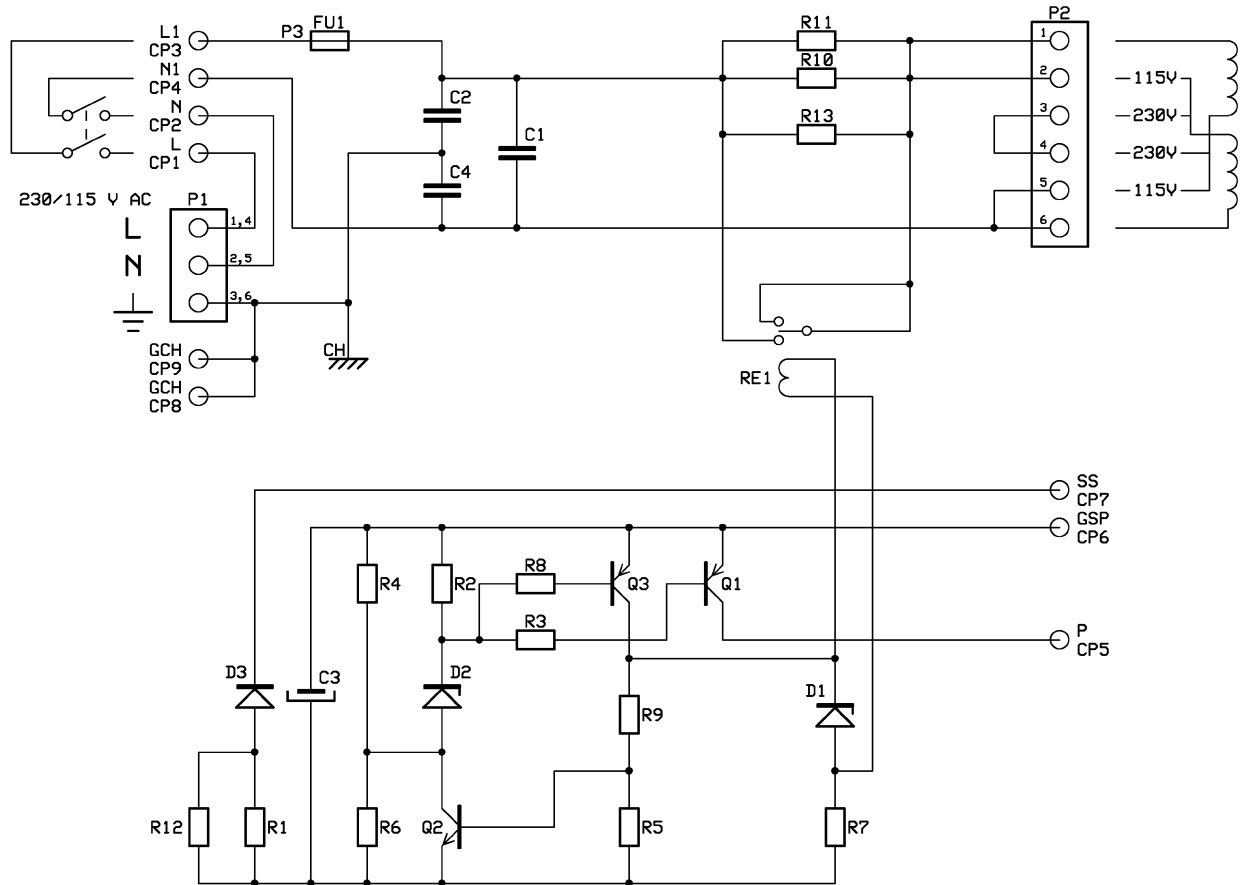 L1
CP3
N1
CP4
N
CP2
L
CP1
P3
FU1
C2
C1
C4
R11
R10
R13
P2
1
2
3
4
5
6
115V
230V
230V
115V
230/115 V AC
P1
L
N
1,4
2,5
3,6
GCH
CP9
GCH
CP8
CH
RE1
SS
CP7
GSP
CP6
P
CP5
R4
R2
R8
Q3
Q1
R3
D3
C3
D2
R9
D1
R12
R1
R6
Q2
R5
R7